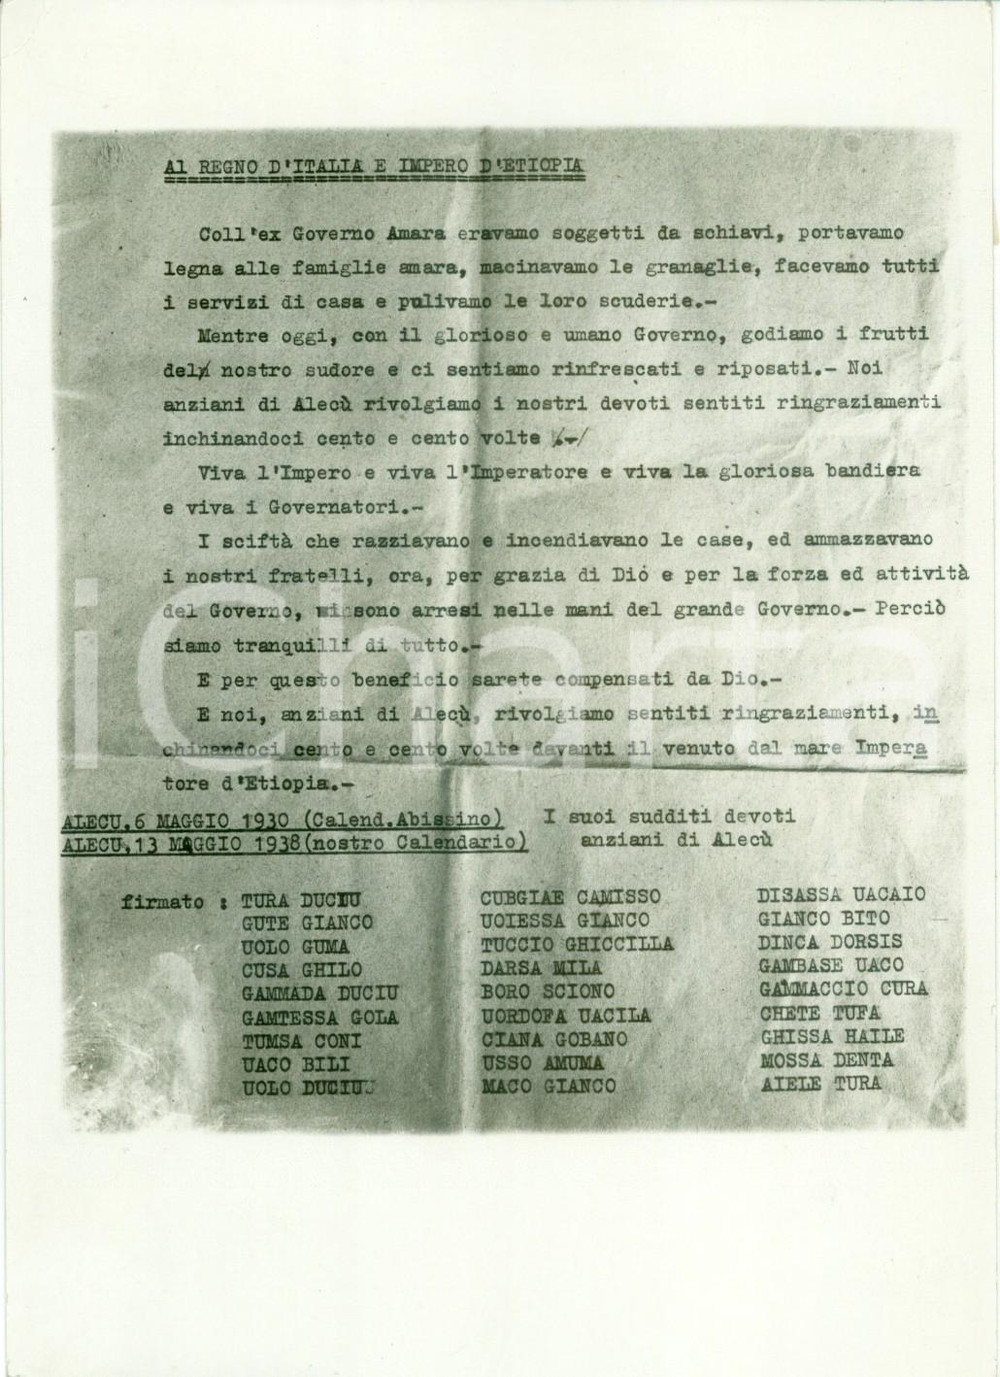 Al REGNO D'ITALIA E IMPERO D'ETIOPIA
Coll'ex Governo Amara eravamo soggetti da schiavi, portavamo
legna alle famiglie amara, macinavamo le granaglie, facevamo tutti
i servizi di casa e pulivamo le loro scuderie.-
Mentre oggi, con il glorioso e umano Governo, godiamo i frutti
del nostro sudore e ci sentiamo rinfrescati e riposati.- Noi
anziani di Alecù rivolgiamo i nostri devoti sentiti ringraziamenti
inchinandoci cento e cento volte
Viva l'Impero e viva l'Imperatore e viva la gloriosa bandiera
e viva i Governatori.-
I sciftà che razziavano e incendiavano le case, ed ammazzavano
i nostri fratelli, ora, per grazia di Dio e per la forza ed attività
del Governo, sono arresi nelle mani del grande Governo.- Perciò
siamo tranquilli di tutto.-
E per questo beneficio sarete compensati da Dio.-
E noi, anziani di Alecù, rivolgiamo sentiti ringraziamenti, in
chinandoci cento e cento volte davanti il venuto dal mare Impera
tore d'Etiopia.-
ALECU, 6 MAGGIO 1930 (Calend.Abissino)
ALECU, 13 MAGGIO 1938(nostro Calendario)
I suoi sudditi devoti
anziani di Alecù
firmato : TURA DUCIU CUBGIAE CAMISSO DISASSA UACAIO
GUTE GIANCO UOIESSA GIANCO GIANCO BITO
UOLO GUMA TUCCIO GHICCILLA DINCA DORSIS
CUSA GHILO DARSA MILA GAMBASE UACO
GAMMADA DUCIU BORO SCIONO GAMMACCIO CURA
GAMTESSA GOLA UORDOFA UACILA CHETE TUFA
TUMSA CONI CIANA GOBANO GHISSA HAILE
UACO BILI USSO AMUMA MOSSA DENTA
UOLO DUCIU MACO GIANCO AIELE TURA
iCharta